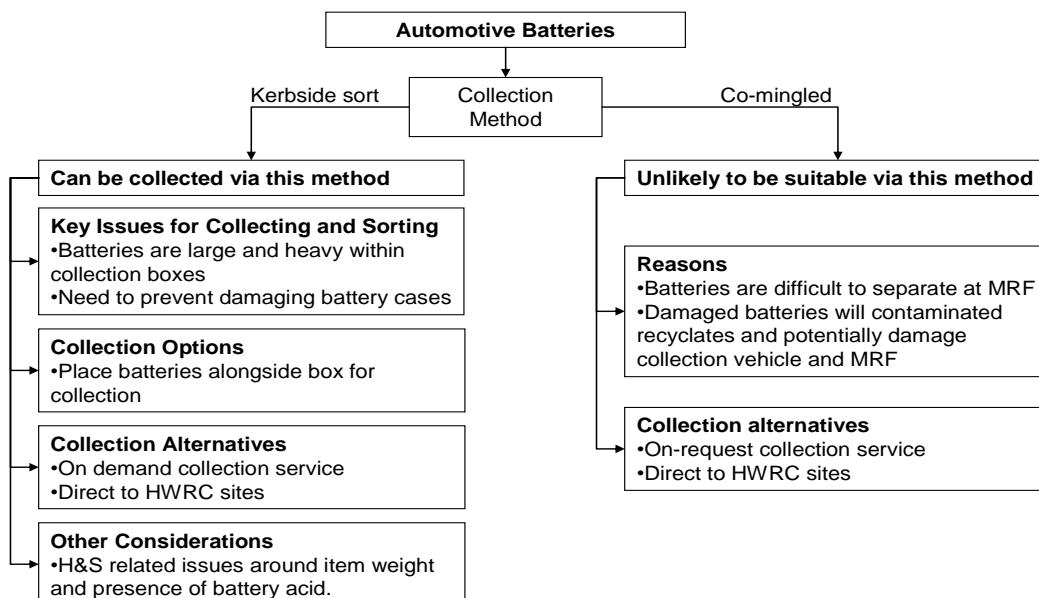 Automotive Batteries
Kerbside sort
Collection
Method
Co-mingled
Can be collected via this method
Key Issues for Collecting and Sorting
•Batteries are large and heavy within
collection boxes
•Need to prevent damaging battery cases
Collection Options
•Place batteries alongside box for
collection
Collection Alternatives
•On demand collection service
•Direct to HWRC sites
Other Considerations
•H&S related issues around item weight
and presence of battery acid.
Unlikely to be suitable via this method
Reasons
•Batteries are difficult to separate at MRF
•Damaged batteries will contaminated
recyclates and potentially damage
collection vehicle and MRF
Collection alternatives
•On-request collection service
•Direct to HWRC sites